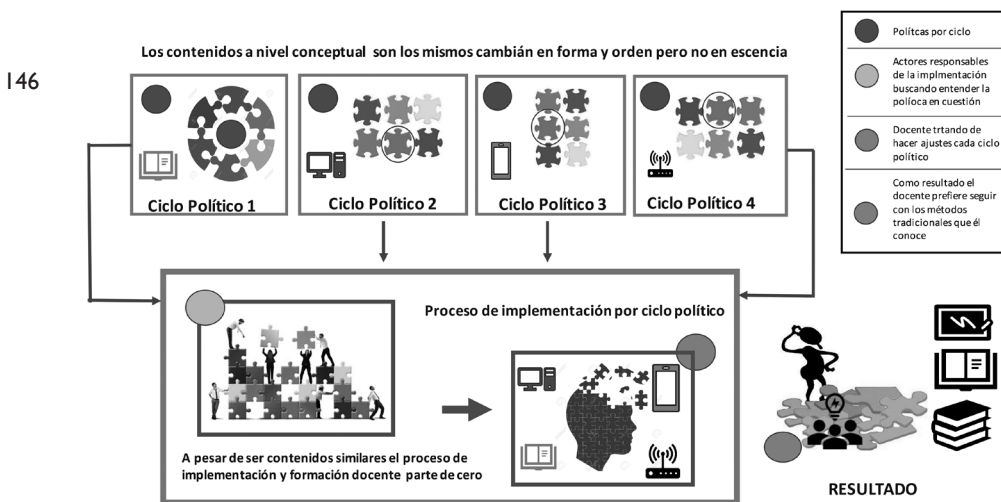 146
Los contenidos a nivel conceptual son los mismos cambián en forma y orden pero no en escencia
Ciclo Político 1
Ciclo Político 2
Ciclo Político 3
Ciclo Político 4
Polítcas por ciclo
Actores responsables
de la implmentación
buscando entender la
políoca en cuestión
Docente trtando de
hacer ajustes cada ciclo
político
Como resultado el
docente prefiere seguir
con los métodos
tradicionales que él
conoce
Proceso de implementación por ciclo político
A pesar de ser contenidos similares el proceso de
implementación y formación docente parte de cero
RESULTADO